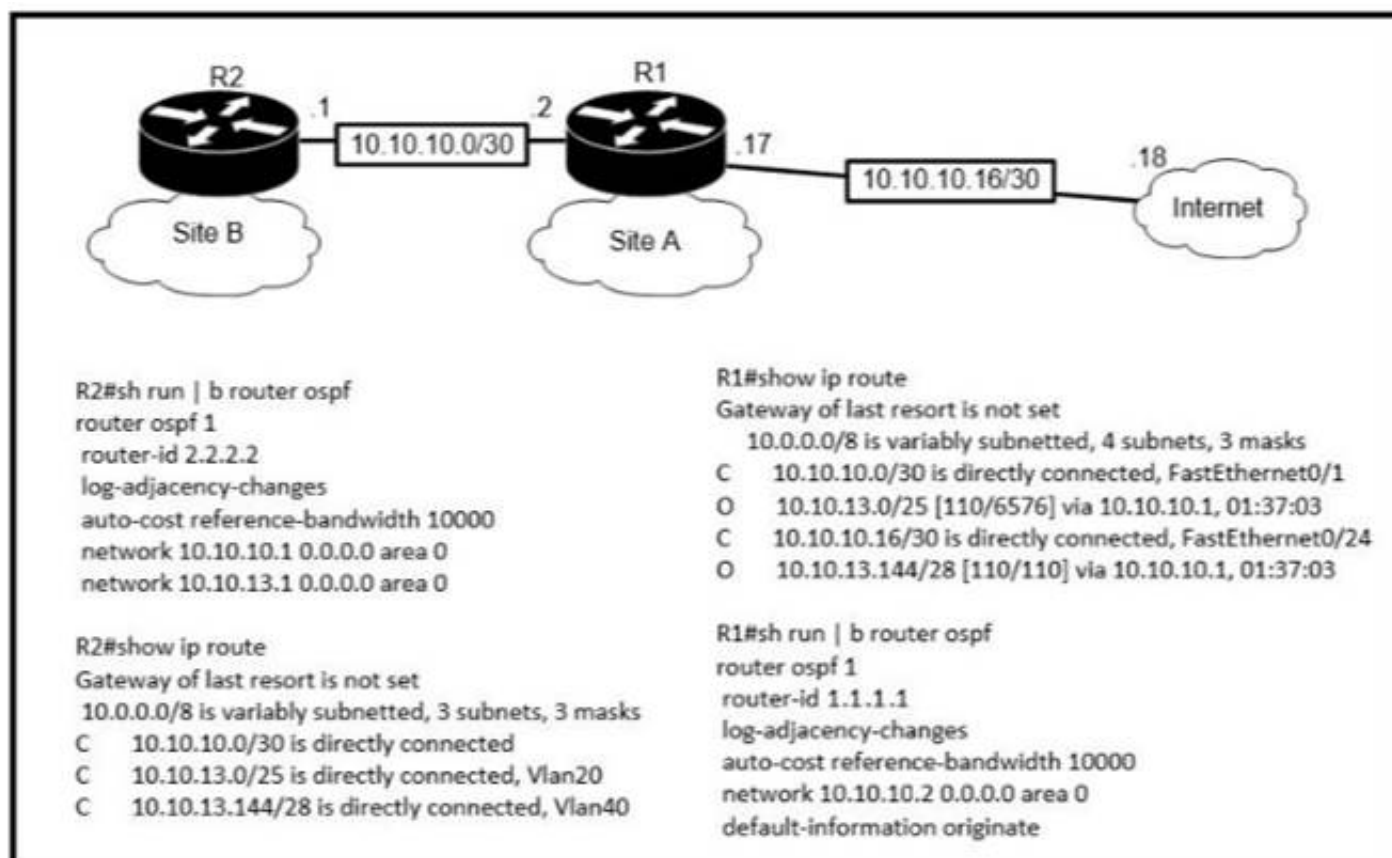 R2
R1
.1
.2
10.10.10.0/30
.17
.18
10.10.10.16/30
Internet
Site B
Site A
R2#sh run | b router ospf
router ospf 1
router-id 2.2.2.2
log-adjacency-changes
auto-cost reference-bandwidth 10000
network 10.10.10.1 0.0.0.0 area 0
network 10.10.13.1 0.0.0.0 area 0
R2#show ip route
Gateway of last resort is not set
10.0.0.0/8 is variably subnetted, 3 subnets, 3 masks
C 10.10.10.0/30 is directly connected
C 10.10.13.0/25 is directly connected, Vlan20
C 10.10.13.144/28 is directly connected, Vlan40
R1#show ip route
Gateway of last resort is not set
10.0.0.0/8 is variably subnetted, 4 subnets, 3 masks
C 10.10.10.0/30 is directly connected, FastEthernet0/1
O 10.10.13.0/25 [110/6576] via 10.10.10.1, 01:37:03
C 10.10.10.16/30 is directly connected, FastEthernet0/24
O 10.10.13.144/28 [110/110] via 10.10.10.1, 01:37:03
R1#sh run | b router ospf
router ospf 1
router-id 1.1.1.1
log-adjacency-changes
auto-cost reference-bandwidth 10000
network 10.10.10.2 0.0.0.0 area 0
default-information originate